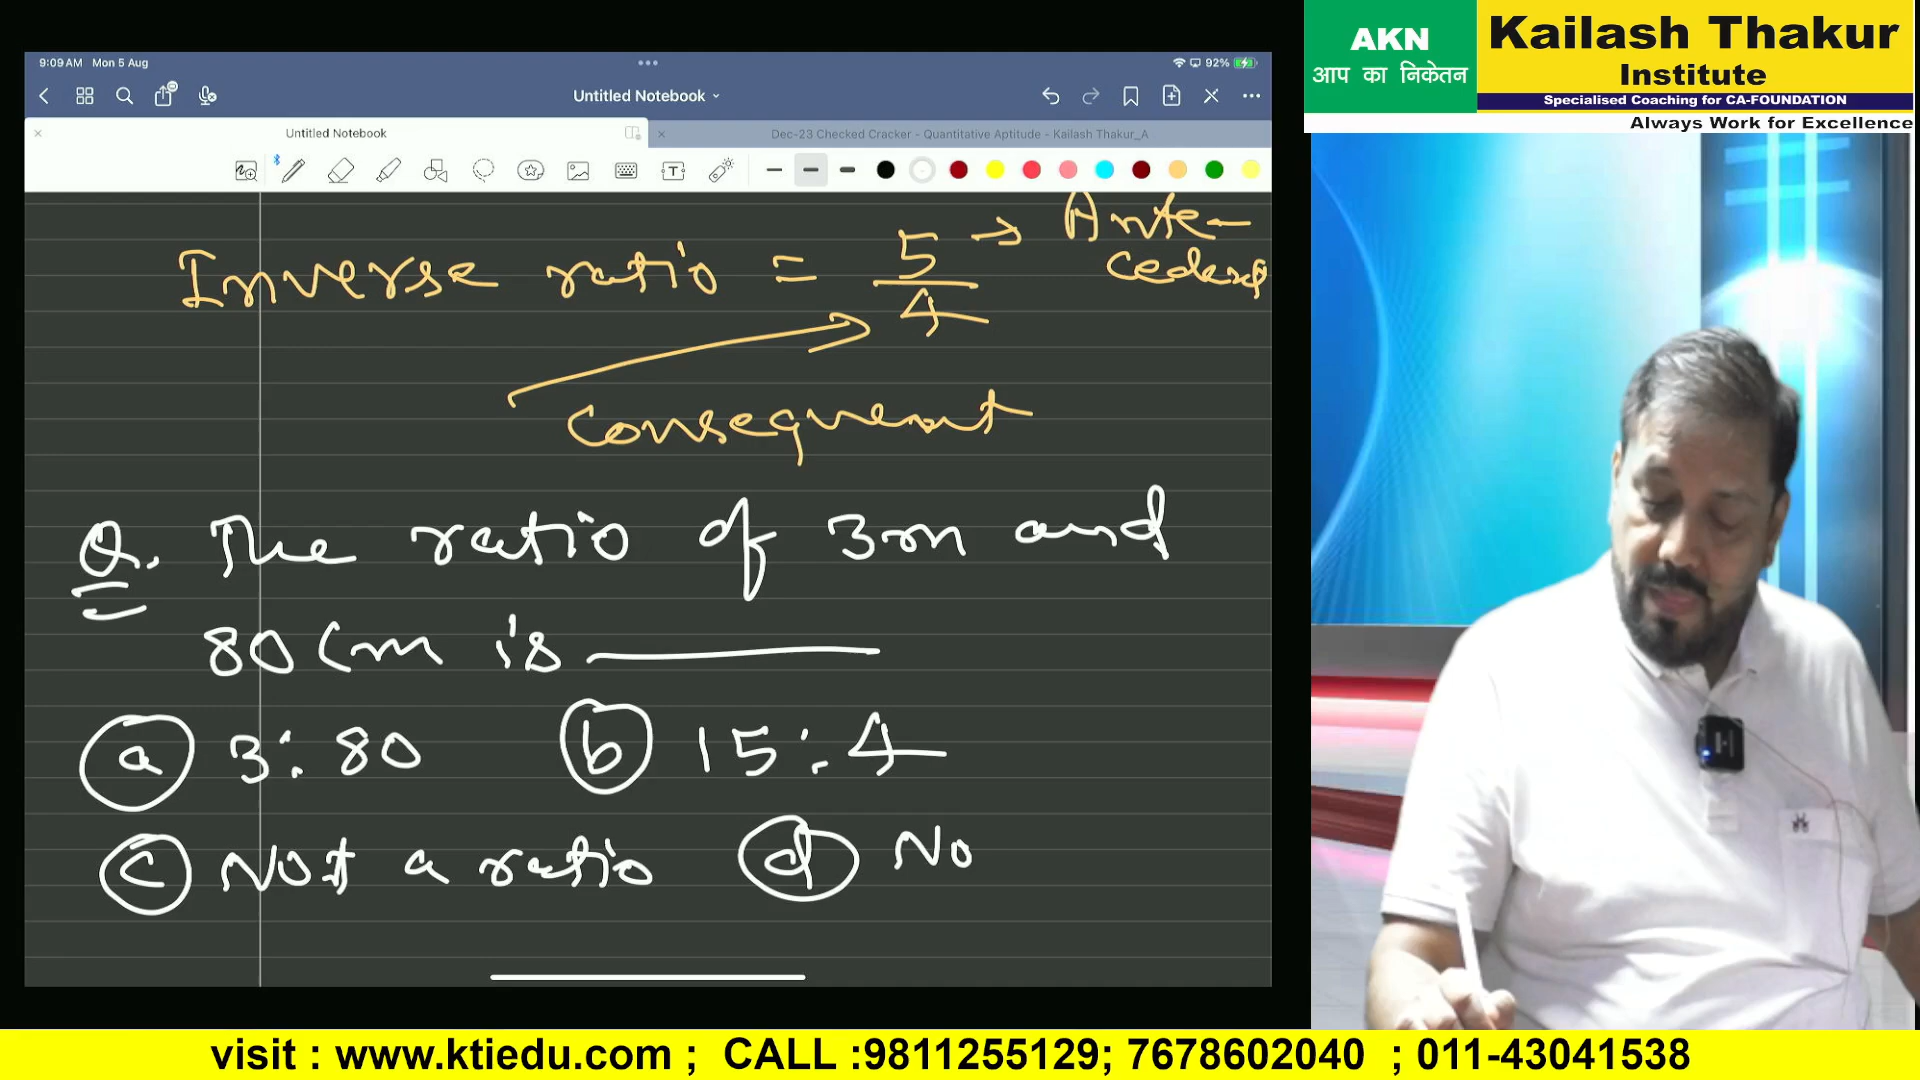 AKN
आप का निकेतन
Kailash Thakur
Institute
Specialised Coaching for CA-FOUNDATION
Always Work for Excellence
9:09 AM Mon 5 Aug
92%
Untitled Notebook
Untitled Notebook
Dec-23 Checked Cracker - Quantitative Aptitude - Kailash Thakur_A
Inverse ratio = 5/4 → Ante-
cedent
Consequent
Q. The ratio of 3m and
80 cm is
(a) 3:80 (b) 15:4
(c) Not a ratio (d) No
visit : www.ktiedu.com ; CALL :9811255129; 7678602040 ; 011-43041538